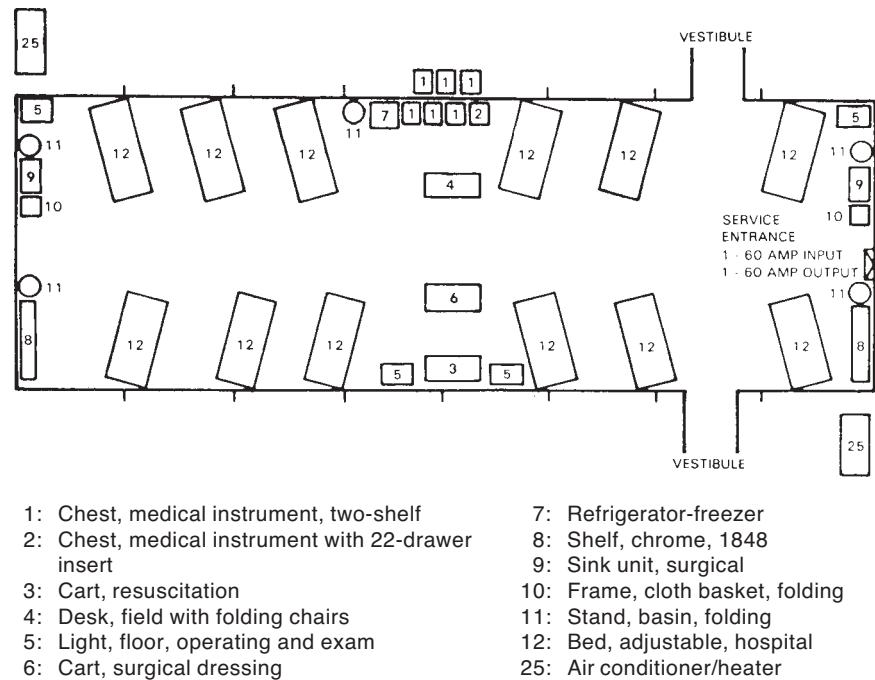 25
VESTIBULE
1 1 1
5 7 1 1 1 2 5
11 12 12 12 11 12 12 12 11
9 4 9
10 10
SERVICE
ENTRANCE
1 - 60 AMP INPUT
1 - 60 AMP OUTPUT
11 6 11
8 12 12 12 12 12 12 8
5 3 5
25
VESTIBULE
1: Chest, medical instrument, two-shelf
2: Chest, medical instrument with 22-drawer
insert
3: Cart, resuscitation
4: Desk, field with folding chairs
5: Light, floor, operating and exam
6: Cart, surgical dressing
7: Refrigerator-freezer
8: Shelf, chrome, 1848
9: Sink unit, surgical
10: Frame, cloth basket, folding
11: Stand, basin, folding
12: Bed, adjustable, hospital
25: Air conditioner/heater